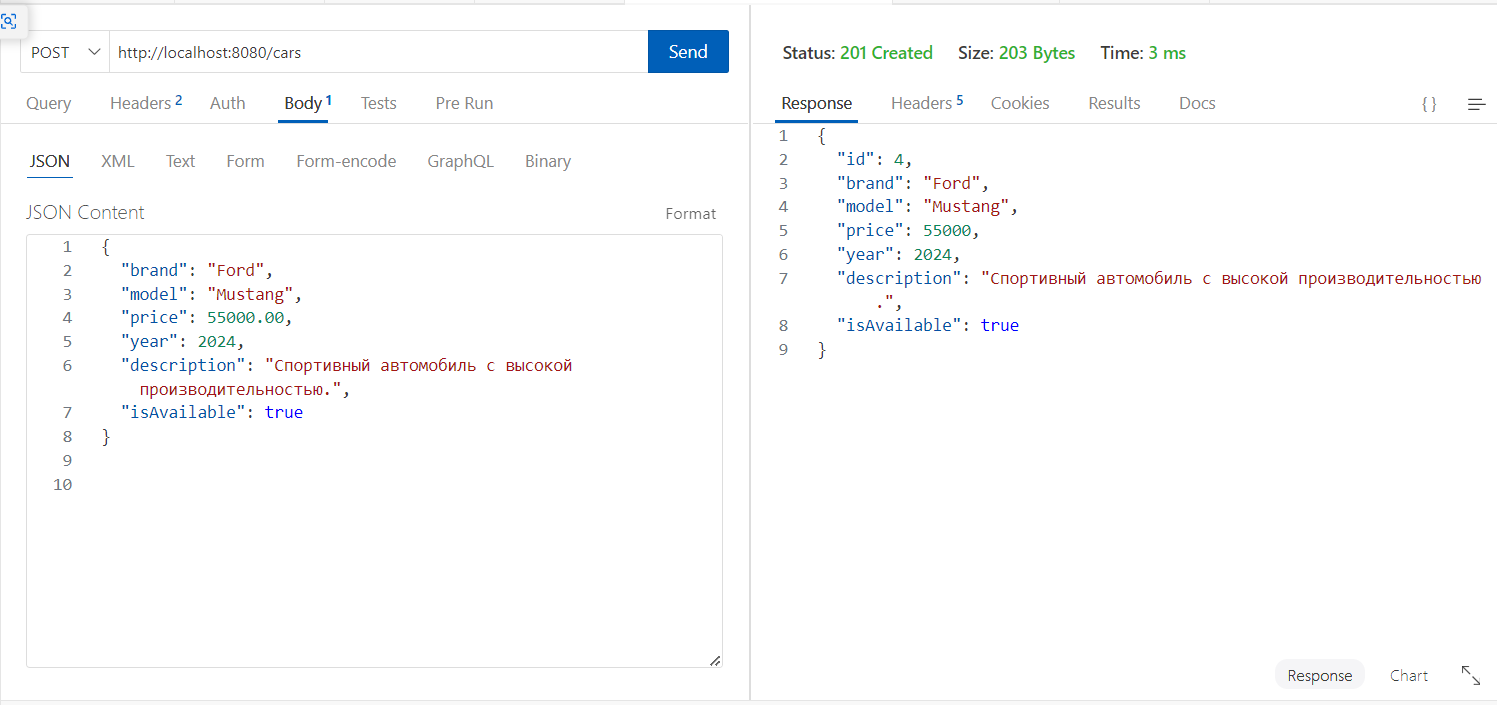 POST http://localhost:8080/cars Send
Query Headers 2 Auth Body 1 Tests Pre Run
JSON XML Text Form Form-encode GraphQL Binary
JSON Content Format
1 {
2 "brand": "Ford",
3 "model": "Mustang",
4 "price": 55000.00,
5 "year": 2024,
6 "description": "Спортивный автомобиль с высокой
производительностью.",
7 "isAvailable": true
8 }
9
10
Status: 201 Created Size: 203 Bytes Time: 3 ms
Response Headers 5 Cookies Results Docs { }
1 {
2 "id": 4,
3 "brand": "Ford",
4 "model": "Mustang",
5 "price": 55000,
6 "year": 2024,
7 "description": "Спортивный автомобиль с высокой производительностью
.",
8 "isAvailable": true
9 }
Response Chart